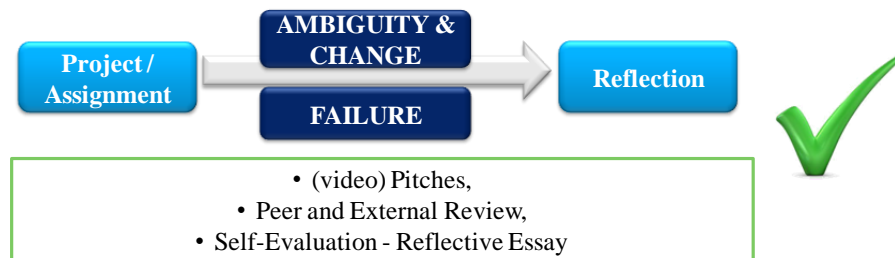 Project /
Assignment
AMBIGUITY &
CHANGE
FAILURE
Reflection
• (video) Pitches,
• Peer and External Review,
• Self-Evaluation - Reflective Essay